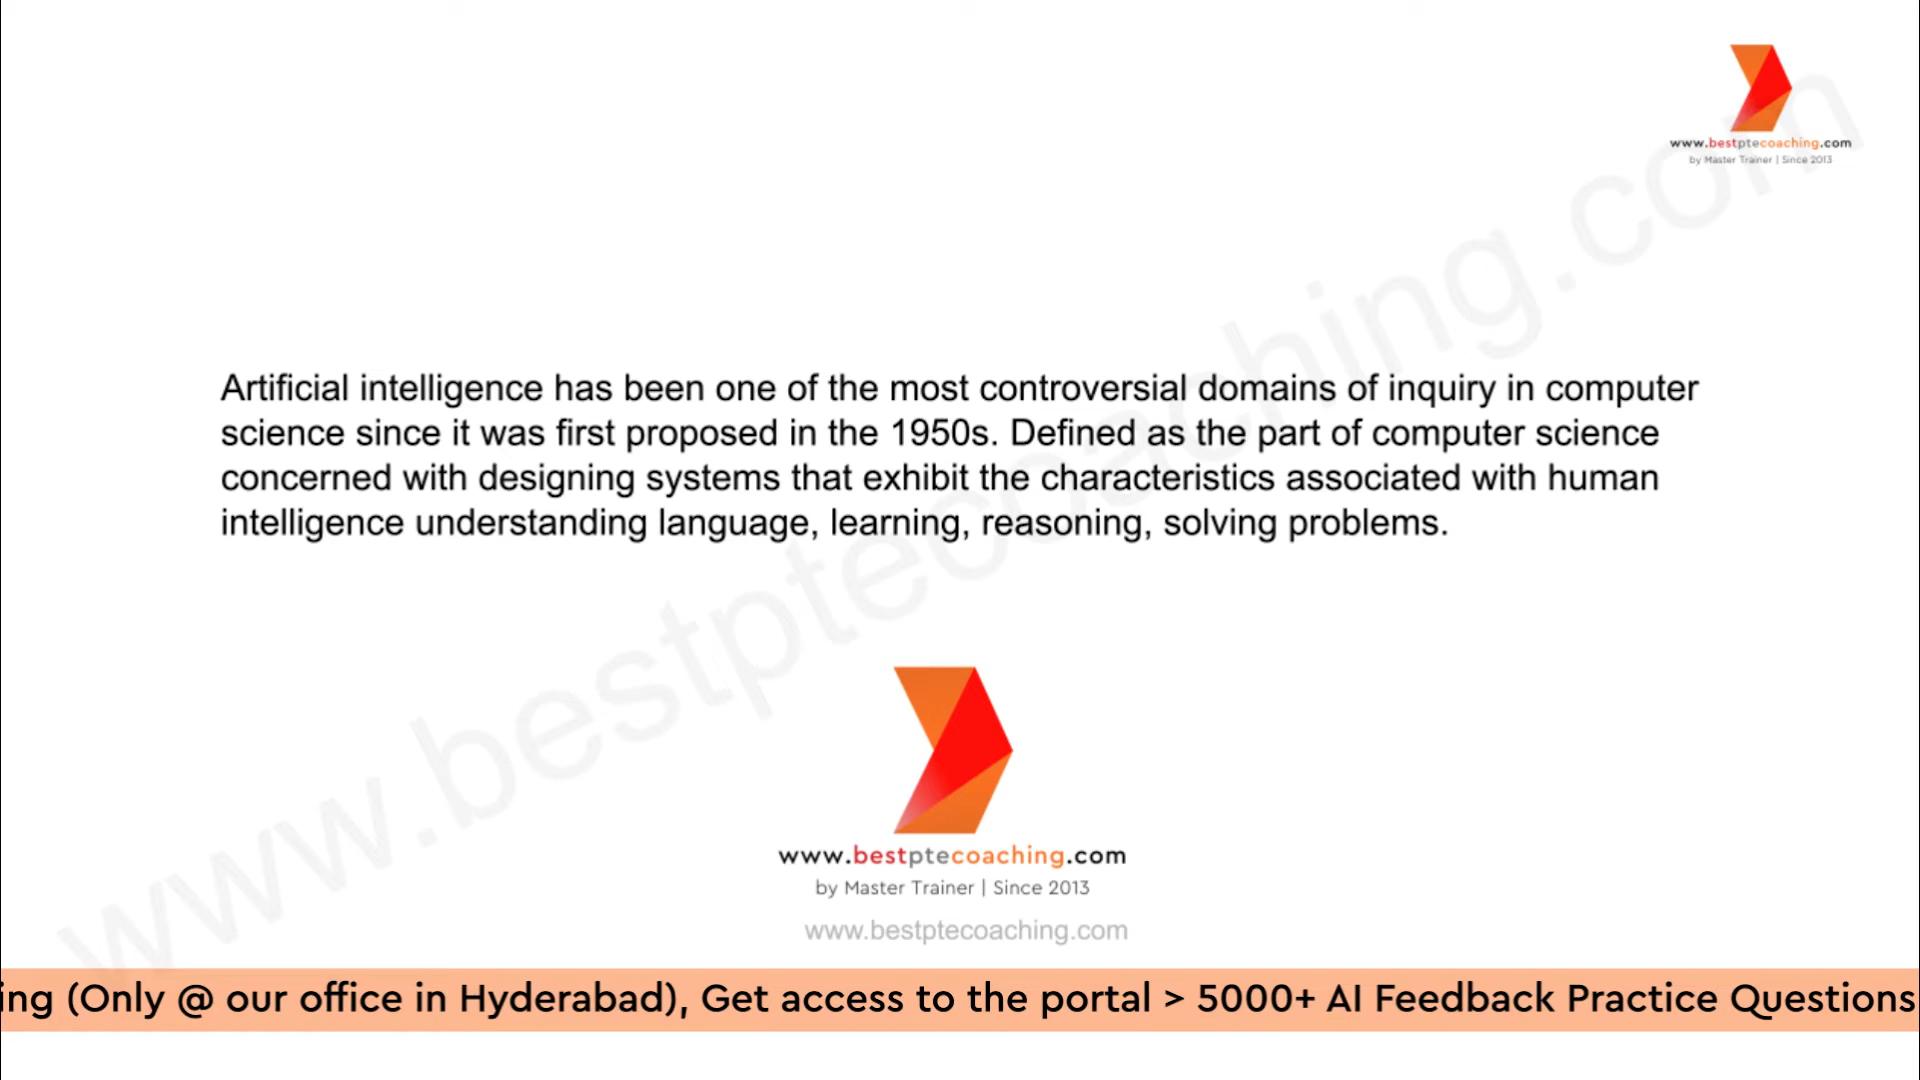 www.bestptecoaching.com
by Master Trainer | Since 2013
Artificial intelligence has been one of the most controversial domains of inquiry in computer
science since it was first proposed in the 1950s. Defined as the part of computer science
concerned with designing systems that exhibit the characteristics associated with human
intelligence understanding language, learning, reasoning, solving problems.
www.bestptecoaching.com
www.bestptecoaching.com
by Master Trainer | Since 2013
www.bestptecoaching.com
ing (Only @ our office in Hyderabad), Get access to the portal > 5000+ AI Feedback Practice Questions